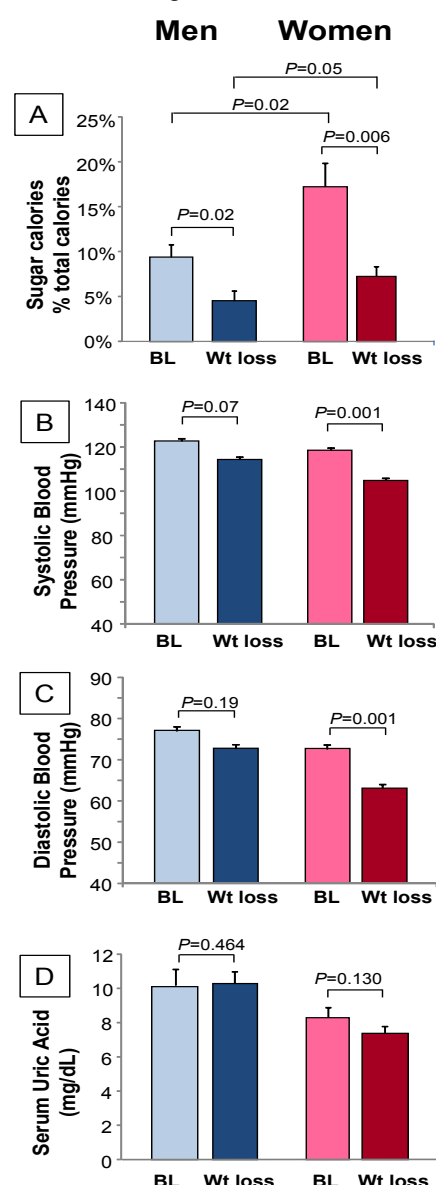 Men Women
P=0.05
P=0.02
A
P=0.006
P=0.02
Sugar calories
% total calories
25%
20%
15%
10%
5%
0%
BL Wt loss BL Wt loss
B
P=0.07
P=0.001
Systolic Blood
Pressure (mmHg)
140
120
100
80
60
40
BL Wt loss BL Wt loss
C
P=0.19
P=0.001
Diastolic Blood
Pressure (mmHg)
90
80
70
60
50
40
BL Wt loss BL Wt loss
D
P=0.464
P=0.130
Serum Uric Acid
(mg/dL)
12
10
8
6
4
2
0
BL Wt loss BL Wt loss